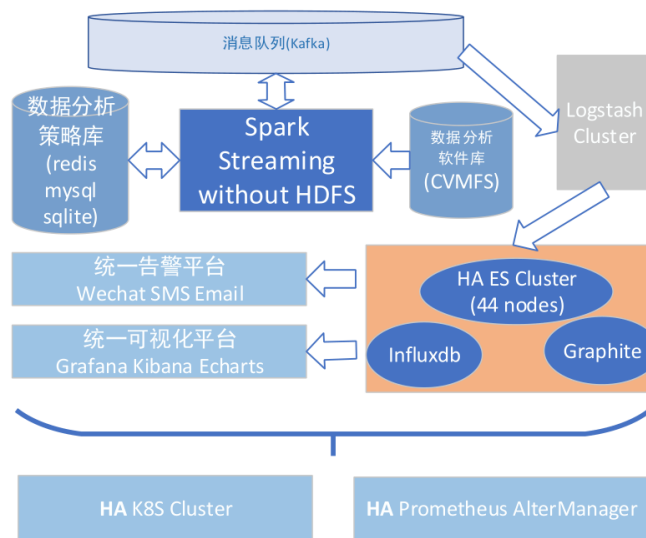 消息队列(Kafka)
数据分析
策略库
(redis
mysql
sqlite)
Spark
Streaming
without HDFS
数据分析
软件库
(CVMFS)
Logstash
Cluster
统一告警平台
Wechat SMS Email
HA ES Cluster
(44 nodes)
统一可视化平台
Grafana Kibana Echarts
Influxdb
Graphite
HA K8S Cluster
HA Prometheus AlterManager